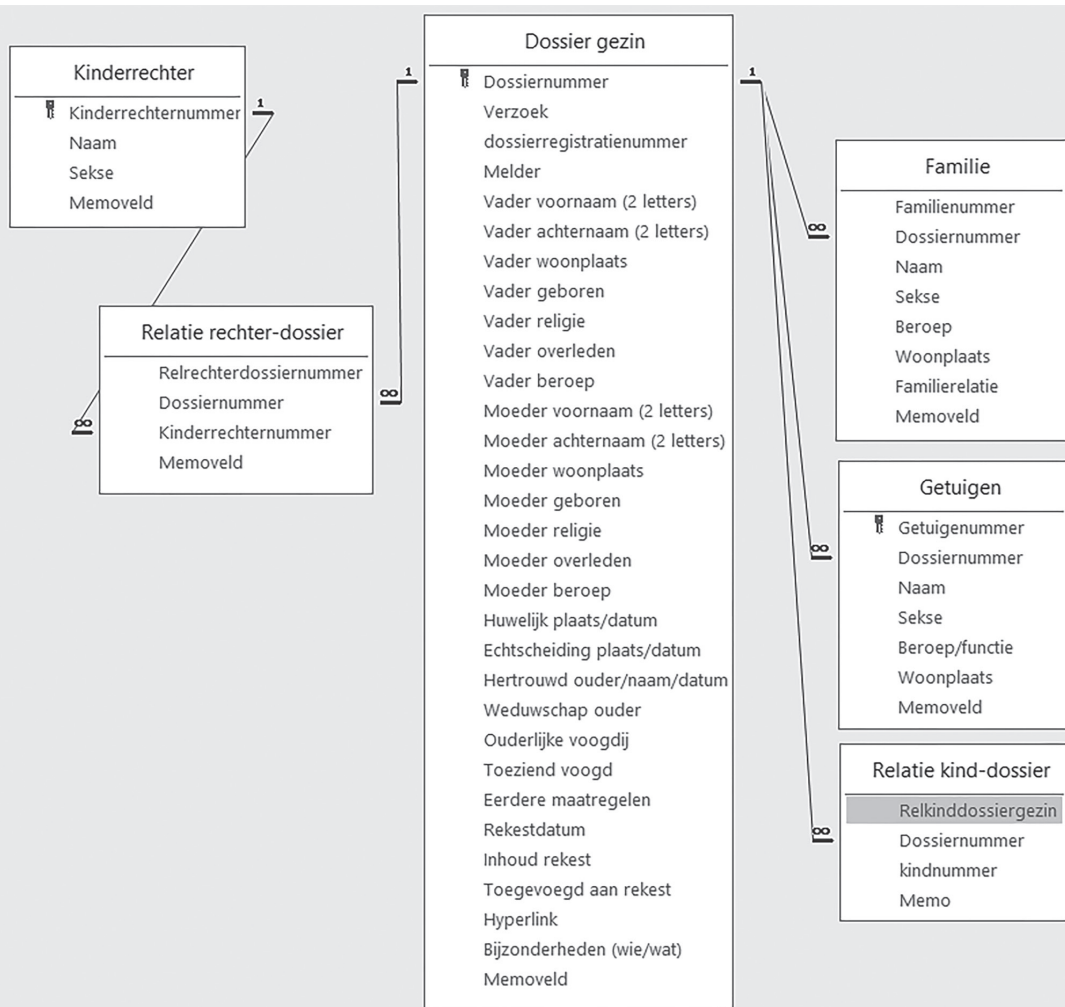 Kinderrechter
Kinderrechternummer
Naam
Sekse
Memoveld
1
∞
Relatie rechter-dossier
Relrechterdossiernummer
Dossiernummer
Kinderrechternummer
Memoveld
1
∞
Dossier gezin
Dossiernummer
Verzoek
dossierregistratienummer
Melder
Vader voornaam (2 letters)
Vader achternaam (2 letters)
Vader woonplaats
Vader geboren
Vader religie
Vader overleden
Vader beroep
Moeder voornaam (2 letters)
Moeder achternaam (2 letters)
Moeder woonplaats
Moeder geboren
Moeder religie
Moeder overleden
Moeder beroep
Huwelijk plaats/datum
Echtscheiding plaats/datum
Hertrouwd ouder/naam/datum
Weduwschap ouder
Ouderlijke voogdij
Toeziend voogd
Eerdere maatregelen
Rekestdatum
Inhoud rekest
Toegevoegd aan rekest
Hyperlink
Bijzonderheden (wie/wat)
Memoveld
1
∞
Familie
Familienummer
Dossiernummer
Naam
Sekse
Beroep
Woonplaats
Familierelatie
Memoveld
∞
Getuigen
Getuigenummer
Dossiernummer
Naam
Sekse
Beroep/functie
Woonplaats
Memoveld
∞
Relatie kind-dossier
Relkinddossiergezin
Dossiernummer
kindnummer
Memo